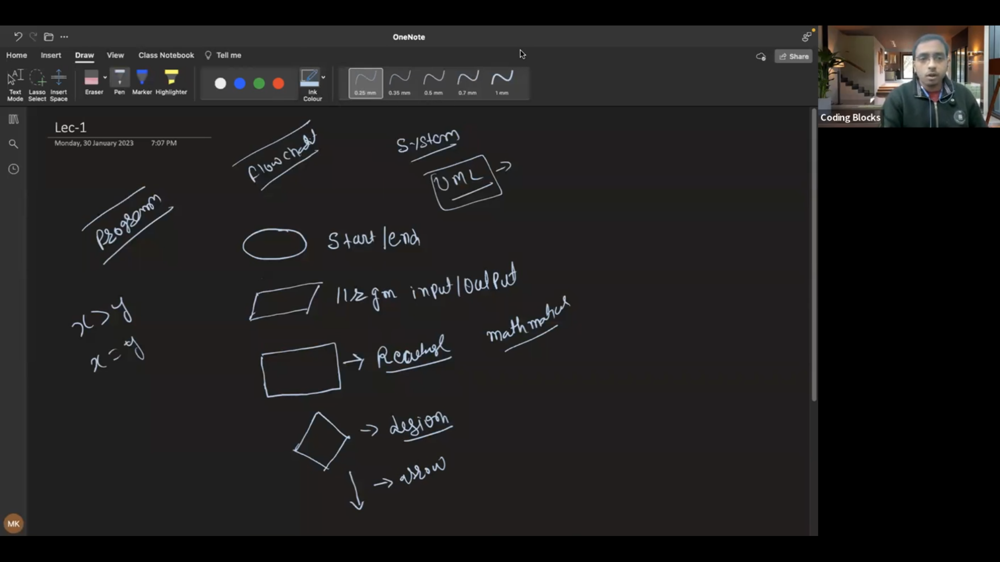 OneNote
Home Insert Draw View Class Notebook Tell me
Share
Text Mode
Lasso Select
Insert Space
Eraser
Pen
Marker
Highlighter
Ink Colour
0.25 mm
0.35 mm
0.5 mm
0.7 mm
1 mm
Coding Blocks
Lec-1
Monday, 30 January 2023 7:07 PM
flowchart
System
UML →
Program
Start/end
||rgm input/output
x>y
mathmatical
x=y
→
→ desion
→ arrow
MK